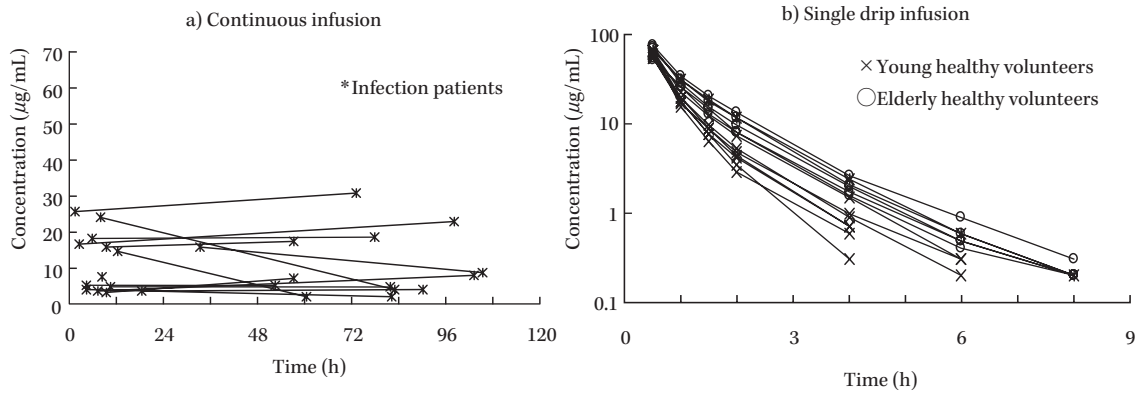 a) Continuous infusion
Concentration (μg/mL)
70
60
50
40
30
20
10
0
*Infection patients
0 24 48 72 96 120
Time (h)
b) Single drip infusion
Concentration (μg/mL)
100
10
1
0.1
× Young healthy volunteers
○ Elderly healthy volunteers
0 3 6 9
Time (h)